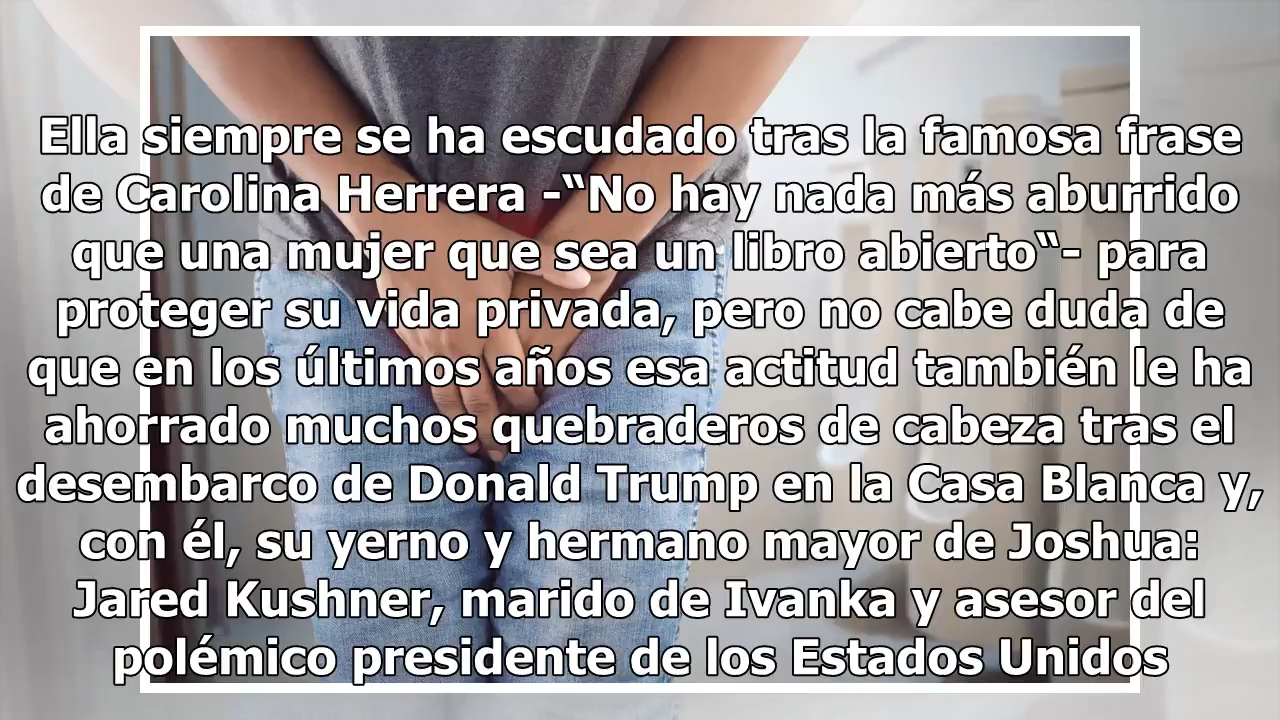 Ella siempre se ha escudado tras la famosa frase
de Carolina Herrera -“No hay nada más aburrido
que una mujer que sea un libro abierto“- para
proteger su vida privada, pero no cabe duda de
que en los últimos años esa actitud también le ha
ahorrado muchos quebraderos de cabeza tras el
desembarco de Donald Trump en la Casa Blanca y,
con él, su yerno y hermano mayor de Joshua:
Jared Kushner, marido de Ivanka y asesor del
polémico presidente de los Estados Unidos